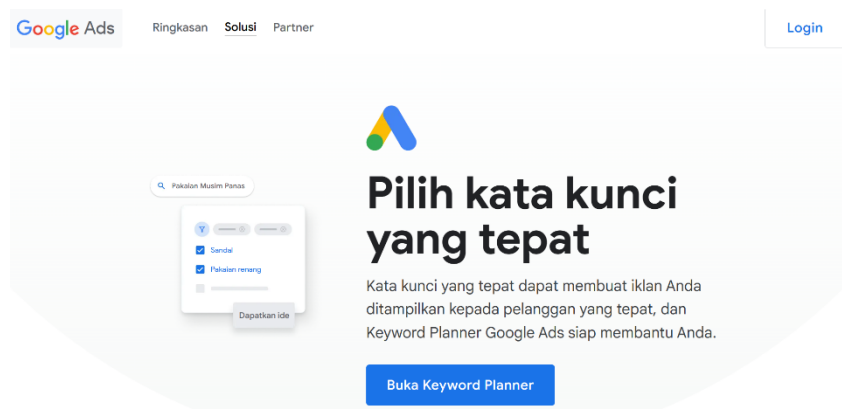 Google Ads
Ringkasan Solusi Partner
Login
Pakaian Musim Panas
Sandal
Pakaian renang
Dapatkan ide
Pilih kata kunci
yang tepat
Kata kunci yang tepat dapat membuat iklan Anda
ditampilkan kepada pelanggan yang tepat, dan
Keyword Planner Google Ads siap membantu Anda.
Buka Keyword Planner